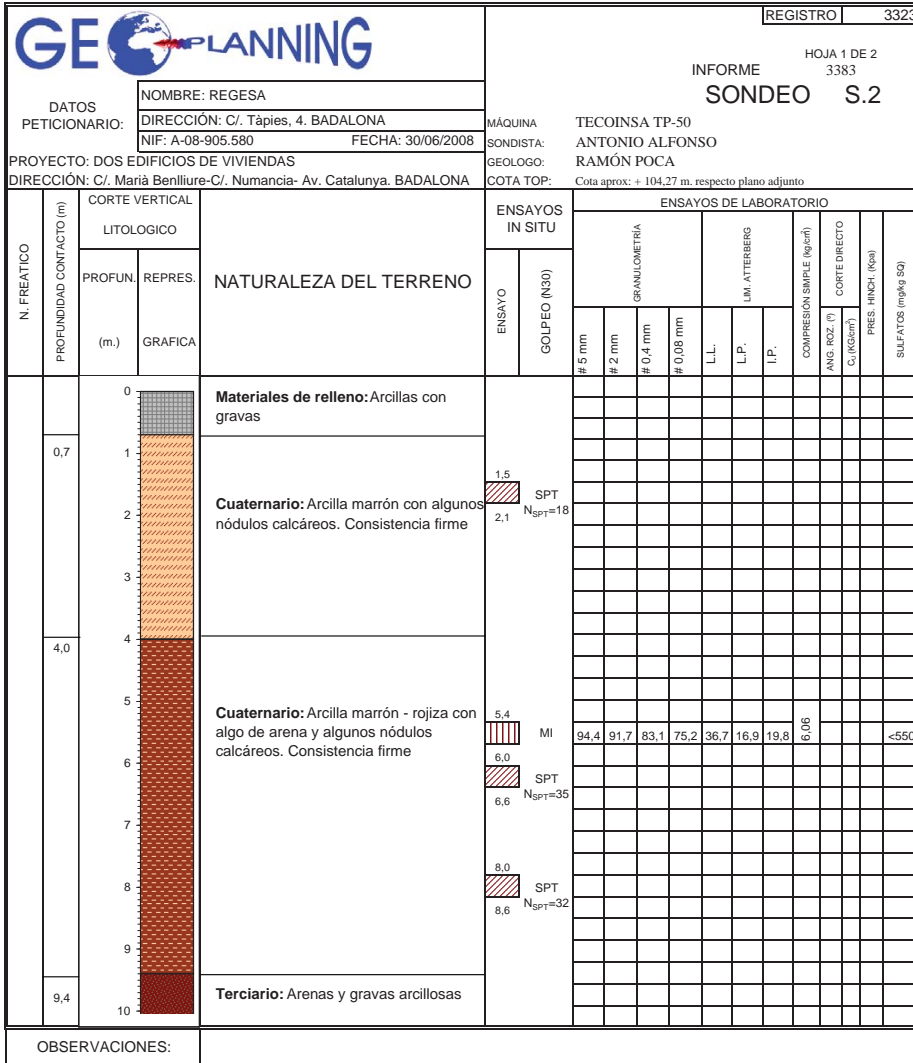 GEO PLANNING
REGISTRO 3323
HOJA 1 DE 2
INFORME 3383
SONDEO S.2
DATOS PETICIONARIO:
NOMBRE: REGESA
DIRECCIÓN: C/. Tàpies, 4. BADALONA
NIF: A-08-905.580 FECHA: 30/06/2008
MÁQUINA TECOINSA TP-50
SONDISTA: ANTONIO ALFONSO
GEOLOGO: RAMÓN POCA
COTA TOP: Cota aprox: + 104,27 m. respecto plano adjunto
PROYECTO: DOS EDIFICIOS DE VIVIENDAS
DIRECCIÓN: C/. Marià Benlliure-C/. Numancia- Av. Catalunya. BADALONA
N. FREATICO
PROFUNDIDAD CONTACTO (m)
CORTE VERTICAL
LITOLOGICO
PROFUN. (m.)
REPRES. GRAFICA
NATURALEZA DEL TERRENO
ENSAYOS
IN SITU
ENSAYO
GOLPEO (N30)
ENSAYOS DE LABORATORIO
GRANULOMETRÍA
# 5 mm
# 2 mm
# 0,4 mm
# 0,08 mm
LIM. ATTERBERG
L.L.
L.P.
I.P.
COMPRESIÓN SIMPLE (kg/cm²)
CORTE DIRECTO
ANG. ROZ. (º)
Cu (KG/cm²)
PRES. HINCH. (Kpa)
SULFATOS (mg/kg SQ)
0
Materiales de relleno: Arcillas con
gravas
0,7
1
1,5
SPT
Cuaternario: Arcilla marrón con algunos
nódulos calcáreos. Consistencia firme
2
2,1
NSPT=18
3
4
4,0
5
Cuaternario: Arcilla marrón - rojiza con
algo de arena y algunos nódulos
calcáreos. Consistencia firme
5,4
MI
94,4 91,7 83,1 75,2 36,7 16,9 19,8 6,06 <550
6
6,0
SPT
NSPT=35
6,6
7
8
8,0
SPT
NSPT=32
8,6
9
9,4
Terciario: Arenas y gravas arcillosas
10
OBSERVACIONES: